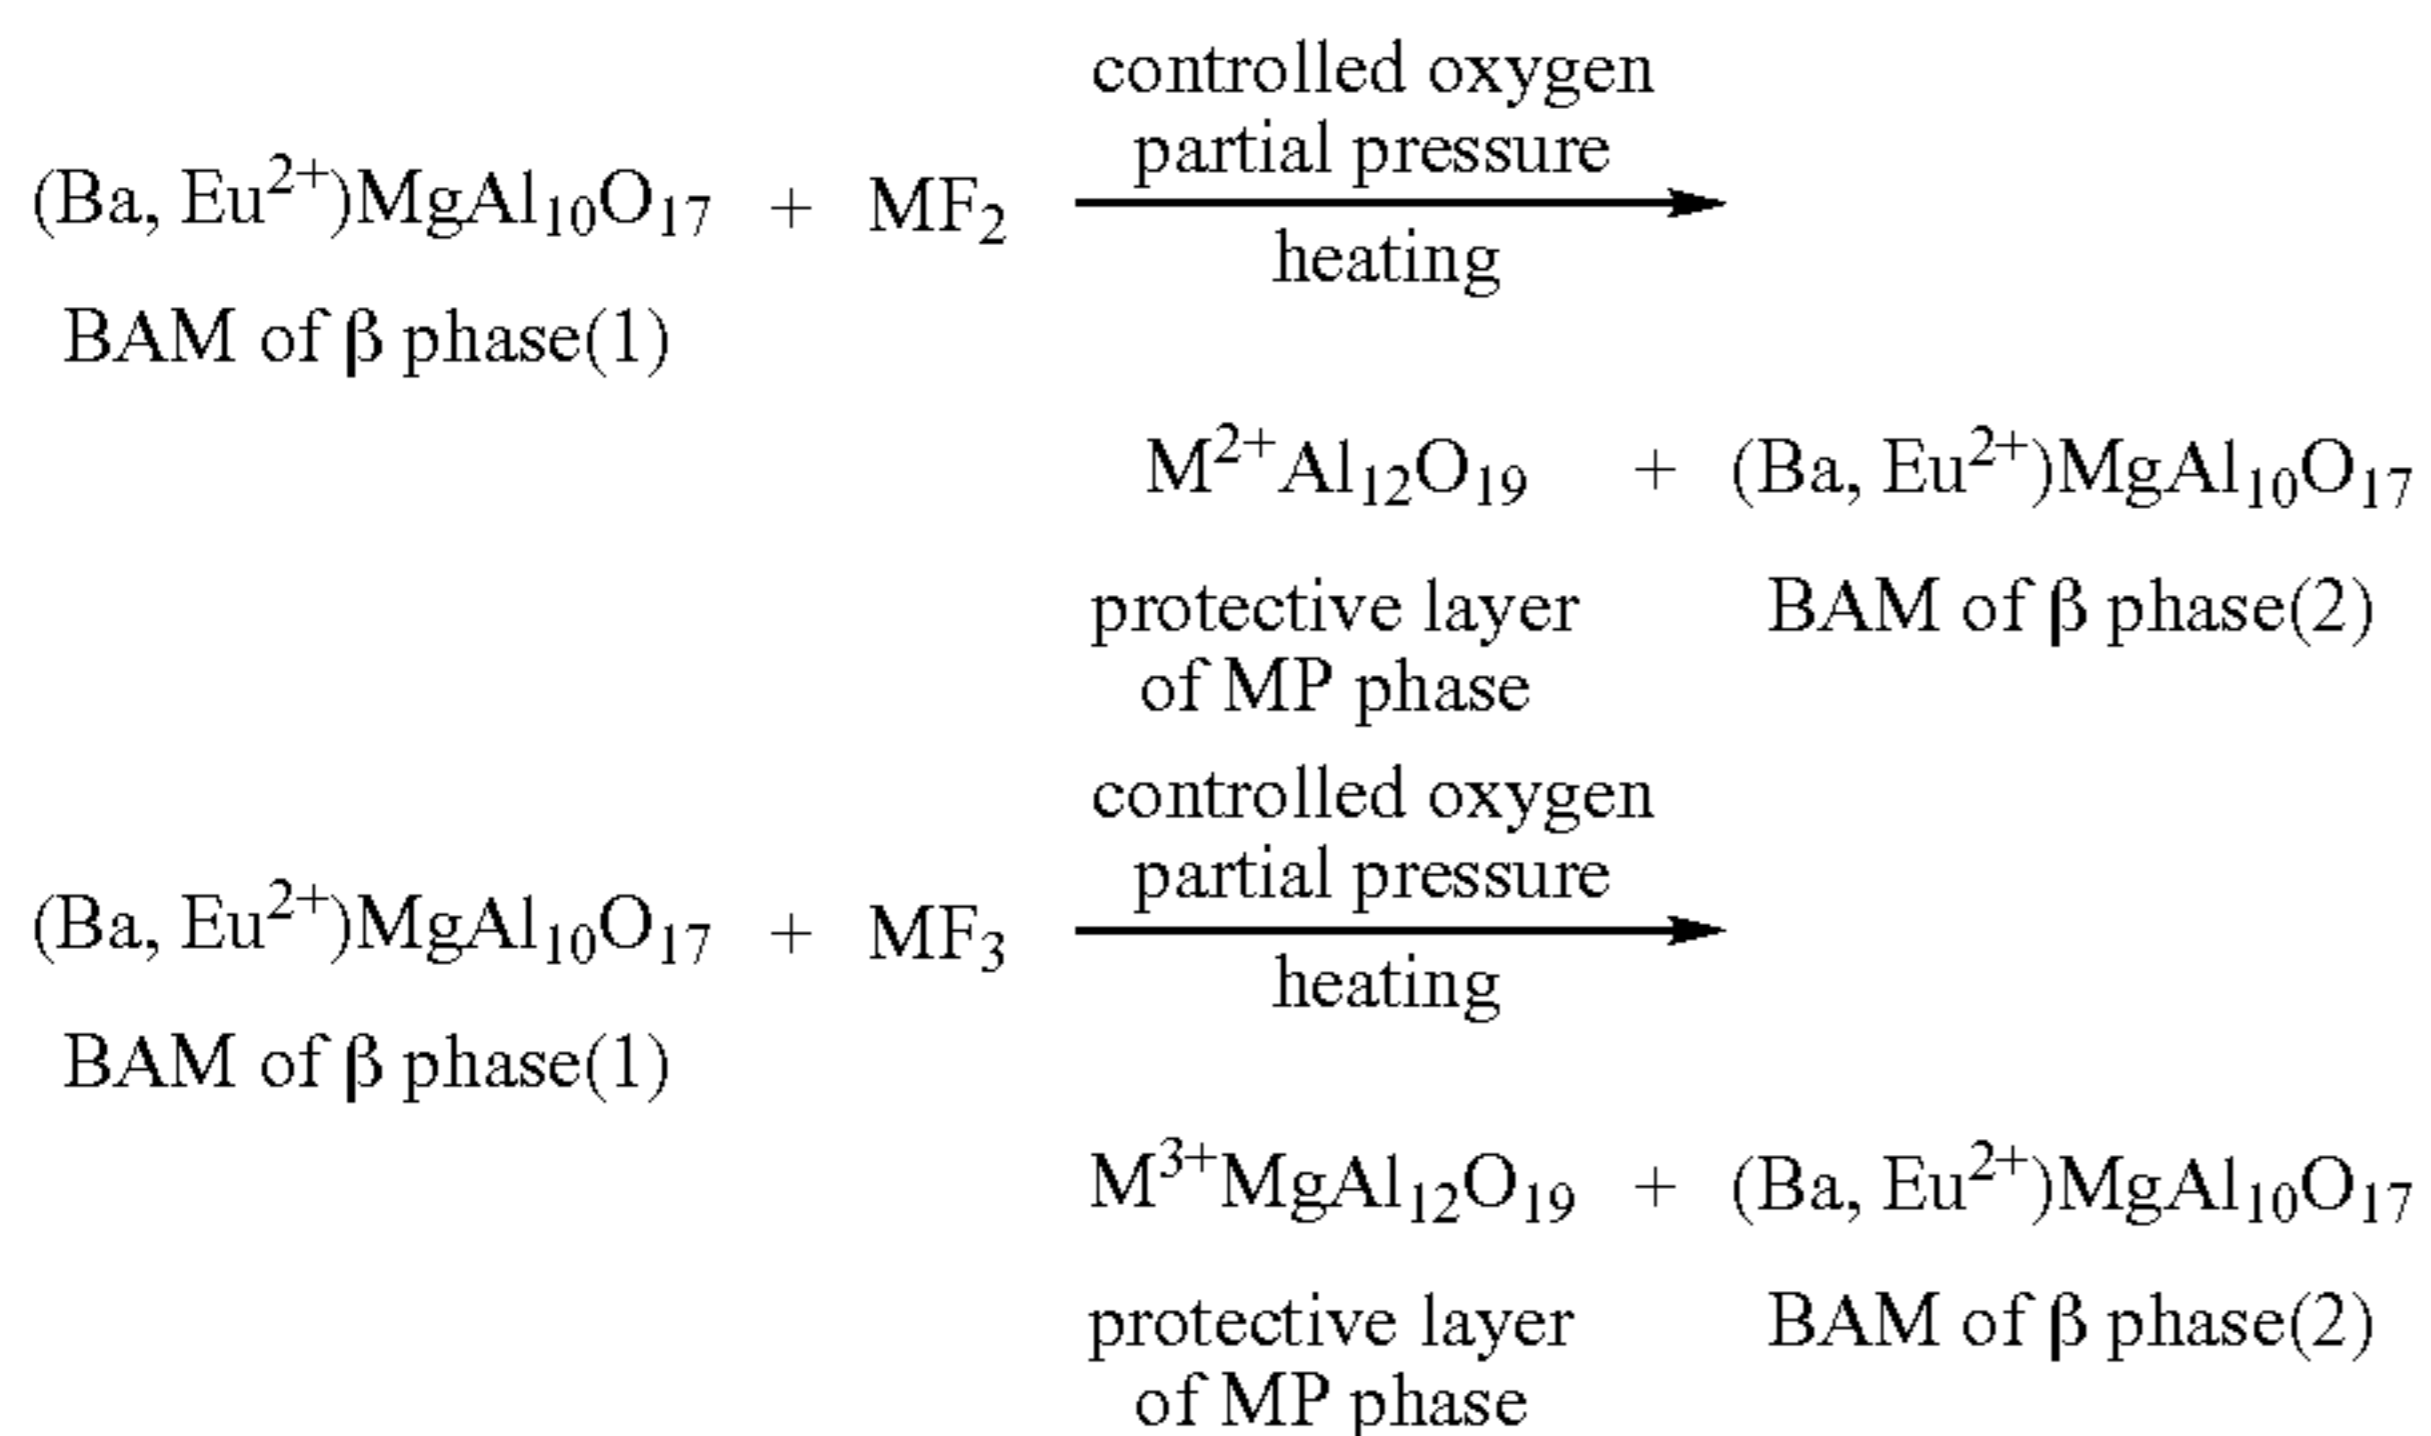 controlled oxygen
partial pressure
(Ba, Eu²⁺)MgAl₁₀O₁₇ + MF₂
heating
BAM of β phase(1)
M²⁺Al₁₂O₁₉ + (Ba, Eu²⁺)MgAl₁₀O₁₇
protective layer BAM of β phase(2)
of MP phase
controlled oxygen
partial pressure
(Ba, Eu²⁺)MgAl₁₀O₁₇ + MF₃
heating
BAM of β phase(1)
M³⁺MgAl₁₂O₁₉ + (Ba, Eu²⁺)MgAl₁₀O₁₇
protective layer BAM of β phase(2)
of MP phase